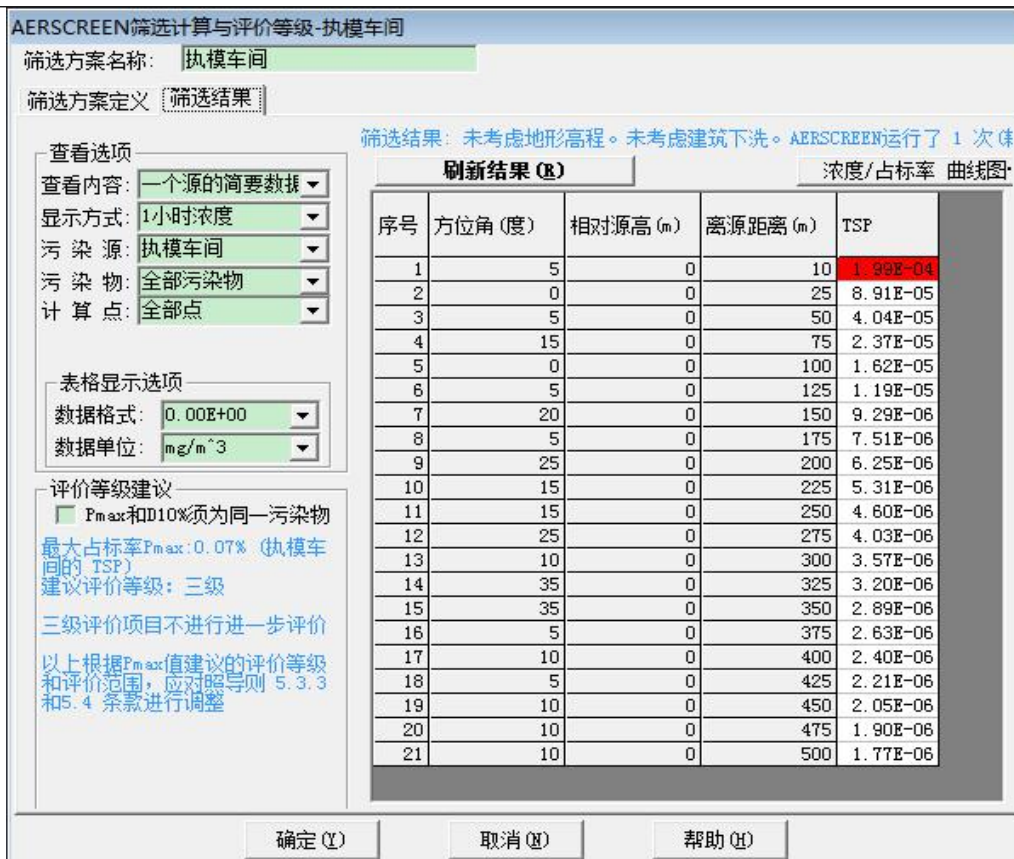 AERSCREEN筛选计算与评价等级-执模车间
筛选方案名称: 执模车间
筛选方案定义 筛选结果
筛选结果: 未考虑地形高程。未考虑建筑下洗。AERSCREEN运行了 1 次
查看选项
查看内容: 一个源的简要数据
显示方式: 1小时浓度
污 染 源: 执模车间
污 染 物: 全部污染物
计 算 点: 全部点
表格显示选项
数据格式: 0.00E+00
数据单位: mg/m^3
评价等级建议
Pmax和D10%须为同一污染物
最大占标率Pmax:0.07% (执模车
间的 TSP)
建议评价等级: 三级
三级评价项目不进行进一步评价
以上根据Pmax值建议的评价等级
和评价范围,应对照导则 5.3.3
和5.4 条款进行调整
刷新结果(R) 浓度/占标率 曲线图
序号 方位角(度) 相对源高(m) 离源距离(m) TSP
1 5 0 10 1.99E-04
2 0 0 25 8.91E-05
3 5 0 50 4.04E-05
4 15 0 75 2.37E-05
5 0 0 100 1.62E-05
6 5 0 125 1.19E-05
7 20 0 150 9.29E-06
8 5 0 175 7.51E-06
9 25 0 200 6.25E-06
10 15 0 225 5.31E-06
11 15 0 250 4.60E-06
12 25 0 275 4.03E-06
13 10 0 300 3.57E-06
14 35 0 325 3.20E-06
15 35 0 350 2.89E-06
16 5 0 375 2.63E-06
17 10 0 400 2.40E-06
18 5 0 425 2.21E-06
19 10 0 450 2.05E-06
20 10 0 475 1.90E-06
21 10 0 500 1.77E-06
确定(Y) 取消(N) 帮助(H)